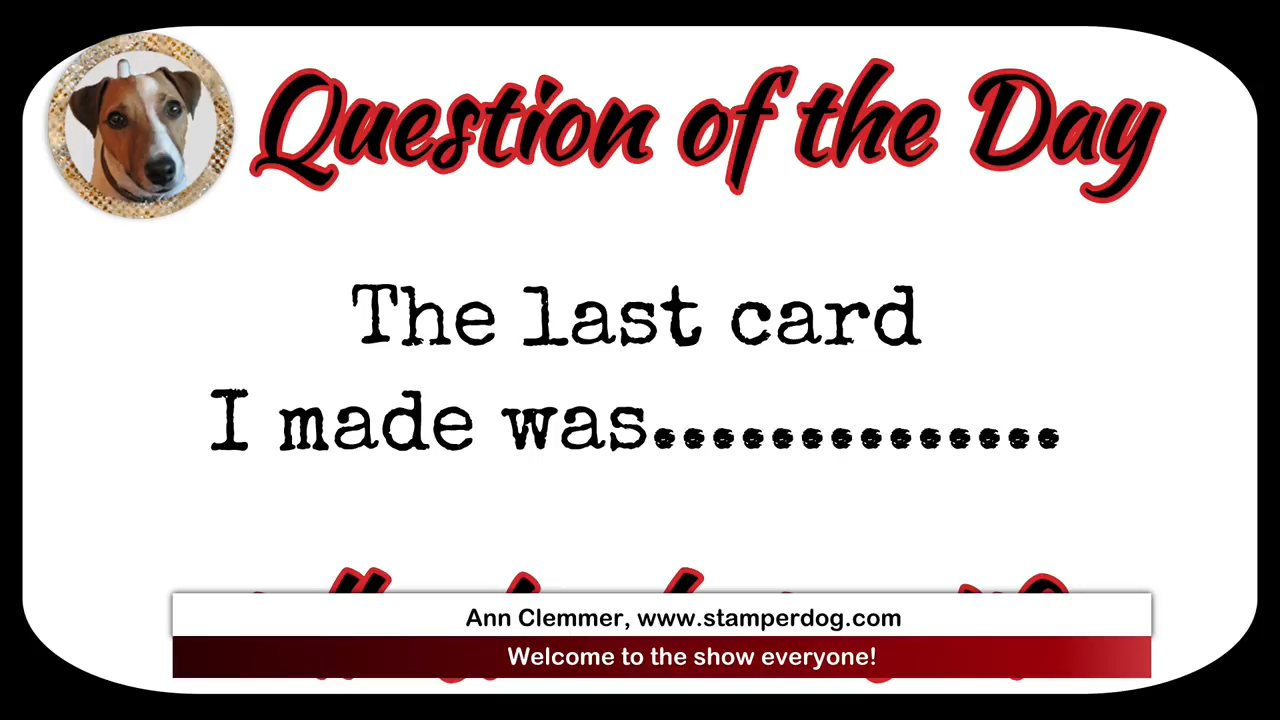 Question of the Day
The last card
I made was..............
Ann Clemmer, www.stamperdog.com
Welcome to the show everyone!